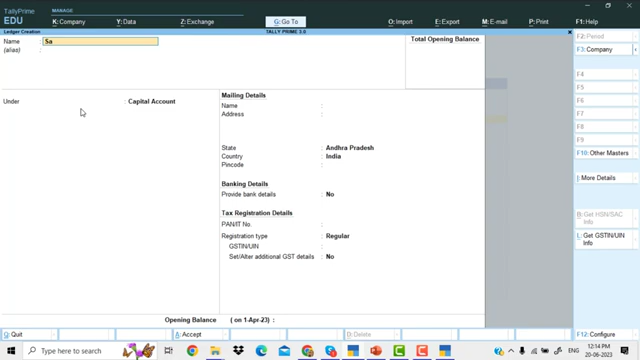 TallyPrime
EDU
MANAGE
K: Company
Y: Data
Z: Exchange
G: Go To
O: Import
E: Export
M: E-mail
P: Print
F1: Help
Ledger Creation
TALLY PRIME 3.0
Name : Sa
(alias) :
Total Opening Balance
Under : Capital Account
Mailing Details
Name :
Address :
State : Andhra Pradesh
Country : India
Pincode :
Banking Details
Provide bank details : No
Tax Registration Details
PAN/IT No. :
Registration type : Regular
GSTIN/UIN :
Set/Alter additional GST details : No
Opening Balance ( on 1-Apr-23) :
F2: Period
F3: Company
F4
F5
F6
F7
F8
F9
F10: Other Masters
I: More Details
B: Get HSN/SAC
Info
L: Get GSTIN/UIN
Info
F12: Configure
Q: Quit
A: Accept
D: Delete
Type here to search
ENG
12:14 PM
20-06-2023